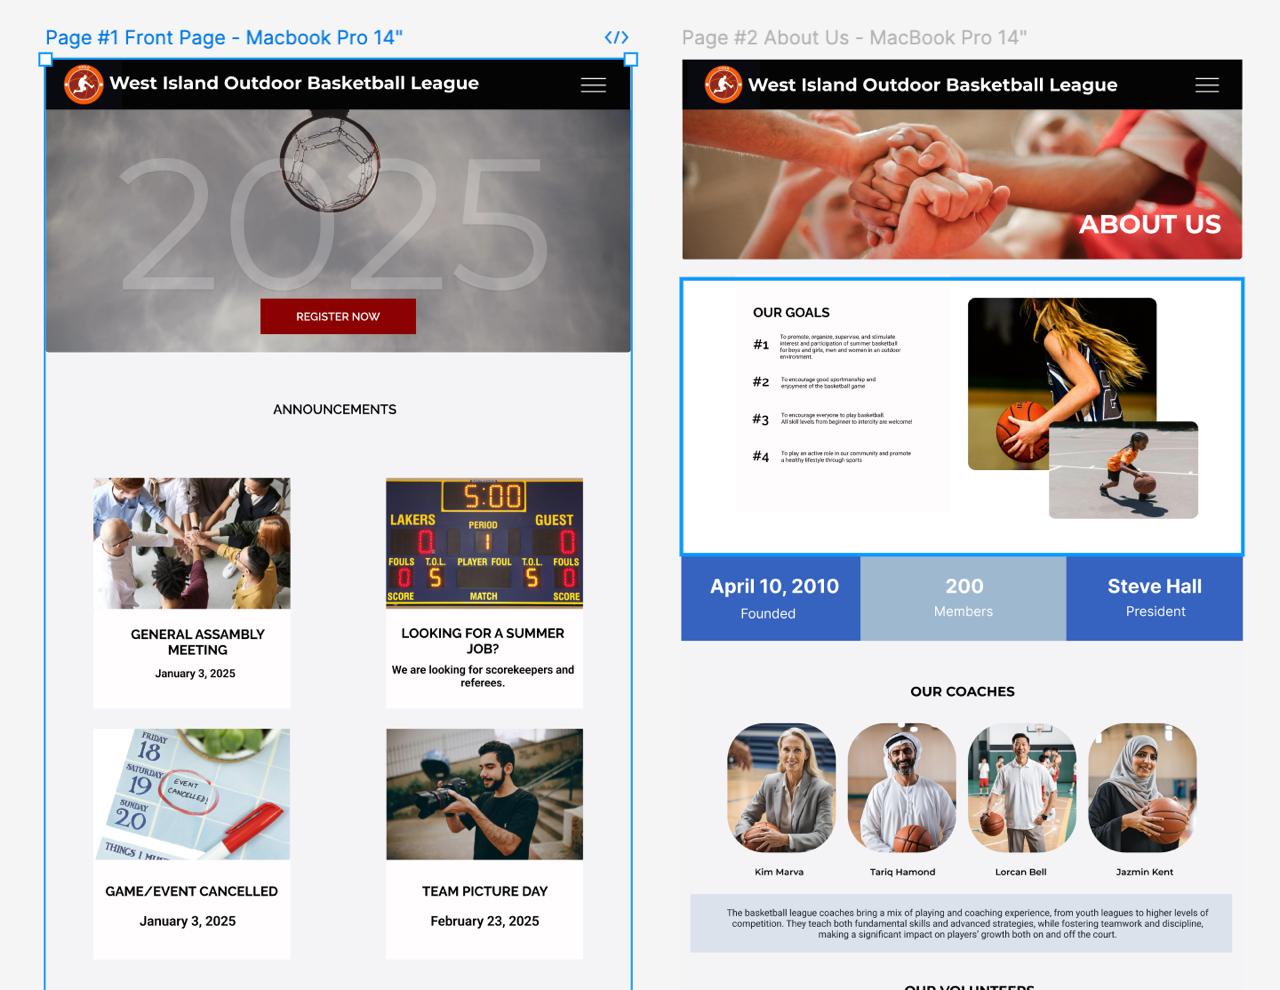 Page #1 Front Page - Macbook Pro 14"
</>
West Island Outdoor Basketball League
2025
REGISTER NOW
ANNOUNCEMENTS
LAKERS
5:00
PERIOD
GUEST
0
1
0
FOULS
T.O.L.
PLAYER FOUL
T.O.L.
FOULS
0
5
5
0
SCORE
MATCH
SCORE
GENERAL ASSAMBLY
MEETING
January 3, 2025
LOOKING FOR A SUMMER
JOB?
We are looking for scorekeepers and
referees.
FRIDAY
18
SATURDAY
19
EVENT
CANCELLED!
SUNDAY
20
GAME/EVENT CANCELLED
January 3, 2025
TEAM PICTURE DAY
February 23, 2025
Page #2 About Us - MacBook Pro 14"
West Island Outdoor Basketball League
ABOUT US
OUR GOALS
#1
To promote, organize, supervise, and stimulate
interest and participation of summer basketball
for boys and girls, men and women in an outdoor
environment.
#2
To encourage good sportmanship and
enjoyment of the basketball game
#3
To encourage everyone to play basketball.
All skill levels from beginner to intercity are welcome!
#4
To play an active role in our community and promote
a healthy lifestyle through sports
April 10, 2010
Founded
200
Members
Steve Hall
President
OUR COACHES
Kim Marva
Tariq Hamond
Lorcan Bell
Jazmin Kent
The basketball league coaches bring a mix of playing and coaching experience, from youth leagues to higher levels of
competition. They teach both fundamental skills and advanced strategies, while fostering teamwork and discipline,
making a significant impact on players' growth both on and off the court.
OUR VOLUNTEERS